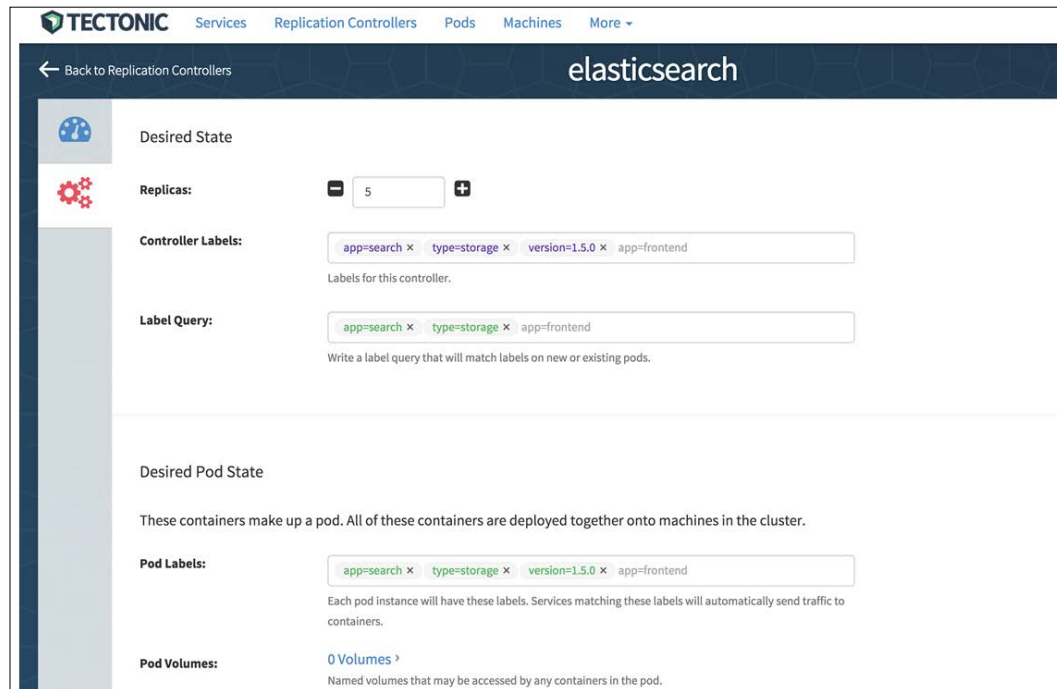 TECTONIC Services Replication Controllers Pods Machines More
Back to Replication Controllers elasticsearch
Desired State
Replicas: 5
Controller Labels: app=search × type=storage × version=1.5.0 × app=frontend
Labels for this controller.
Label Query: app=search × type=storage × app=frontend
Write a label query that will match labels on new or existing pods.
Desired Pod State
These containers make up a pod. All of these containers are deployed together onto machines in the cluster.
Pod Labels: app=search × type=storage × version=1.5.0 × app=frontend
Each pod instance will have these labels. Services matching these labels will automatically send traffic to
containers.
Pod Volumes: 0 Volumes ›
Named volumes that may be accessed by any containers in the pod.